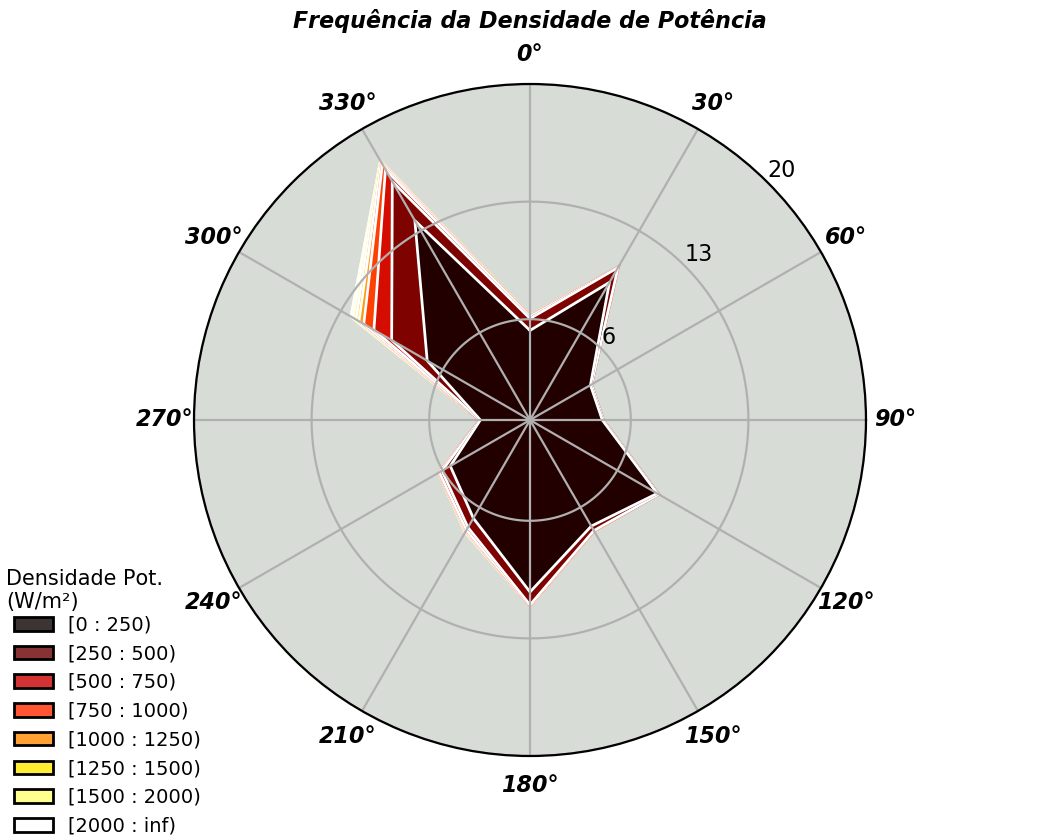 Frequência da Densidade de Potência
0°
330°
30°
20
300°
60°
13
6
270°
90°
Densidade Pot.
(W/m²)
240°
120°
[0 : 250)
[250 : 500)
[500 : 750)
[750 : 1000)
210°
150°
[1000 : 1250)
[1250 : 1500)
180°
[1500 : 2000)
[2000 : inf)